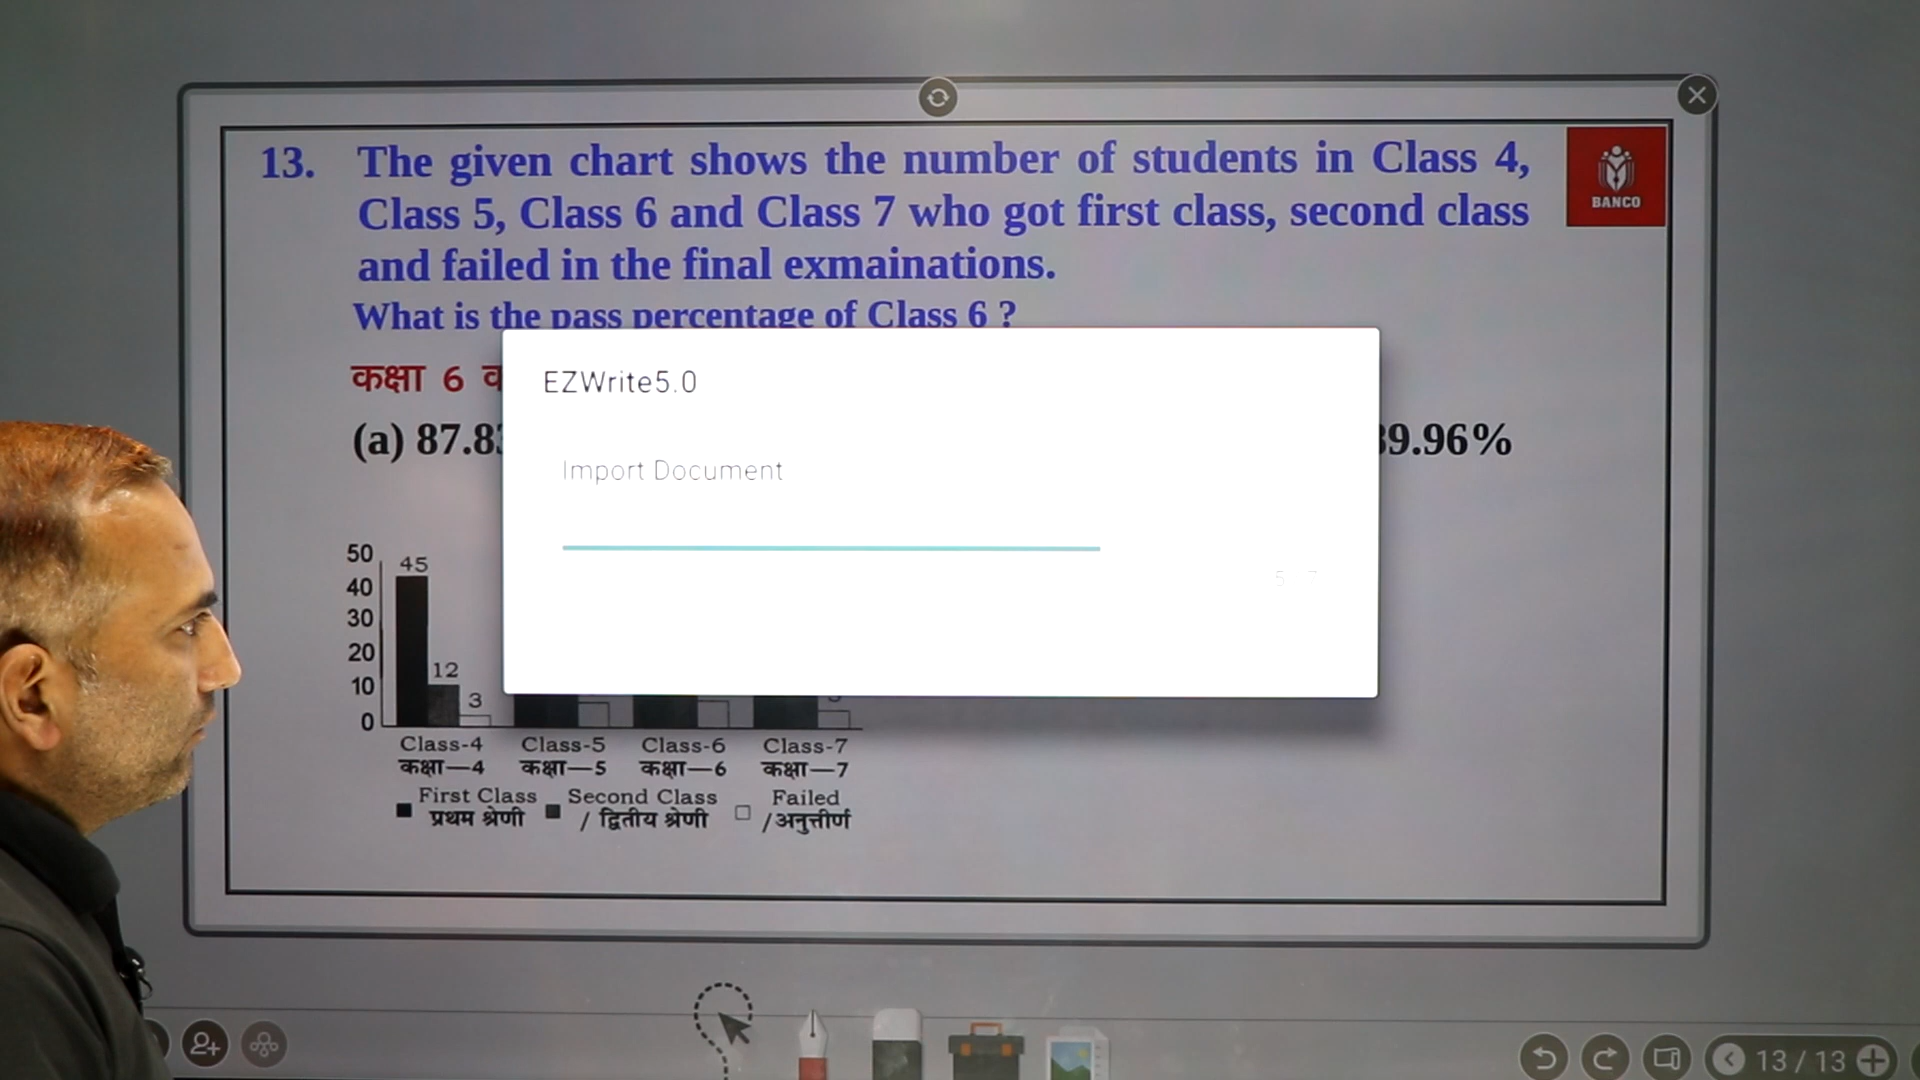 13. The given chart shows the number of students in Class 4,
Class 5, Class 6 and Class 7 who got first class, second class
and failed in the final exmainations.
BANCO
What is the pass percentage of Class 6 ?
कक्षा 6
(a) 87.8
9.96%
EZWrite5.0
Import Document
50
40
30
20
10
0
45
12
3
Class-4 Class-5 Class-6 Class-7
कक्षा—4 कक्षा—5 कक्षा—6 कक्षा—7
First Class Second Class Failed
प्रथम श्रेणी / द्वितीय श्रेणी /अनुत्तीर्ण
13 / 13